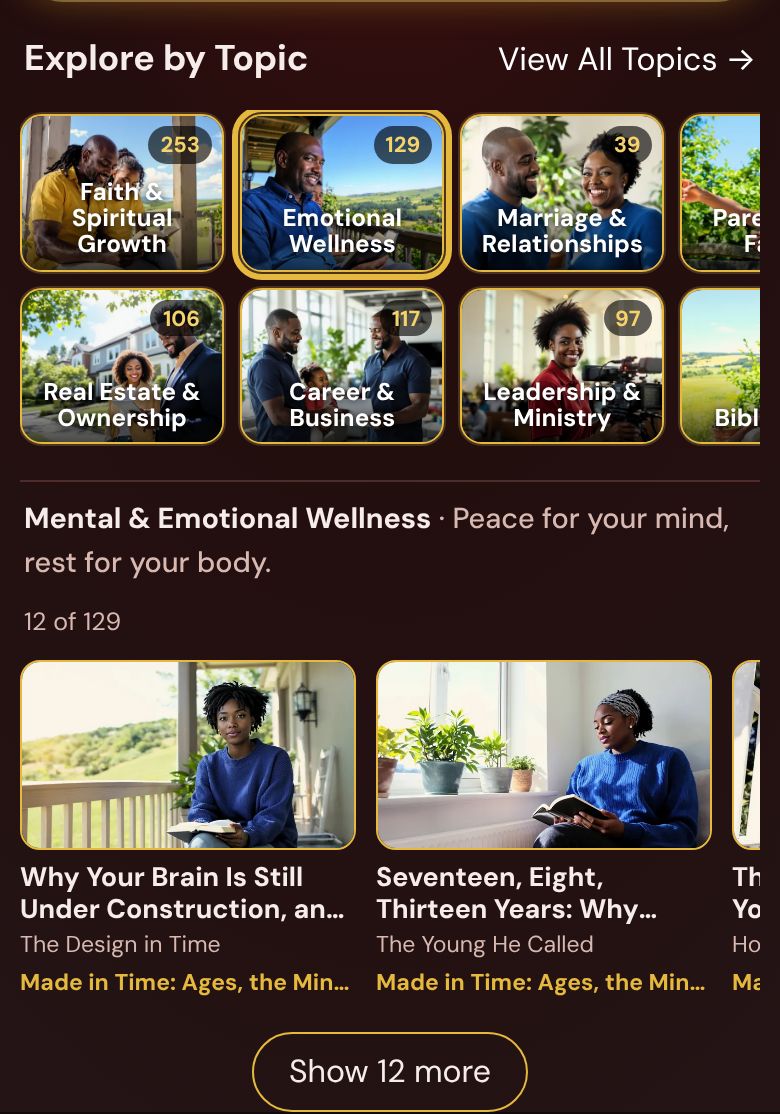 Explore by Topic
View All Topics →
253
Faith &
Spiritual
Growth
129
Emotional
Wellness
39
Marriage &
Relationships
106
Real Estate &
Ownership
117
Career &
Business
97
Leadership &
Ministry
Mental & Emotional Wellness · Peace for your mind,
rest for your body.
12 of 129
Why Your Brain Is Still
Under Construction, an...
The Design in Time
Made in Time: Ages, the Min...
Seventeen, Eight,
Thirteen Years: Why...
The Young He Called
Made in Time: Ages, the Min...
Show 12 more